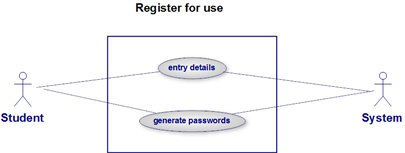 Register for use
entry details
Student
System
generate passwords